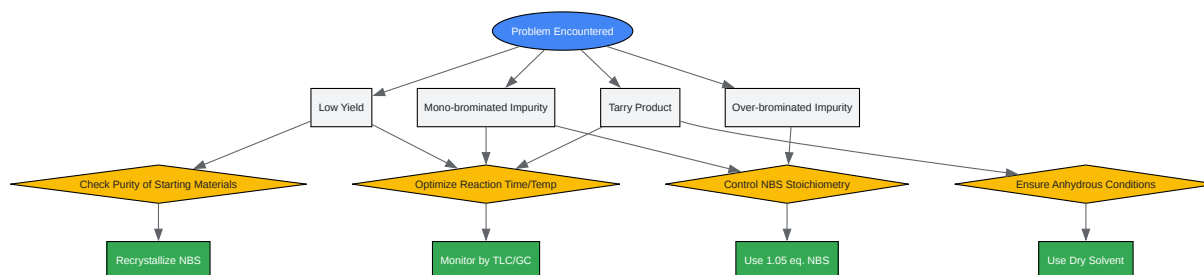 Problem Encountered
Low Yield
Mono-brominated Impurity
Tarry Product
Over-brominated Impurity
Check Purity of Starting Materials
Optimize Reaction Time/Temp
Control NBS Stoichiometry
Ensure Anhydrous Conditions
Recrystallize NBS
Monitor by TLC/GC
Use 1.05 eq. NBS
Use Dry Solvent